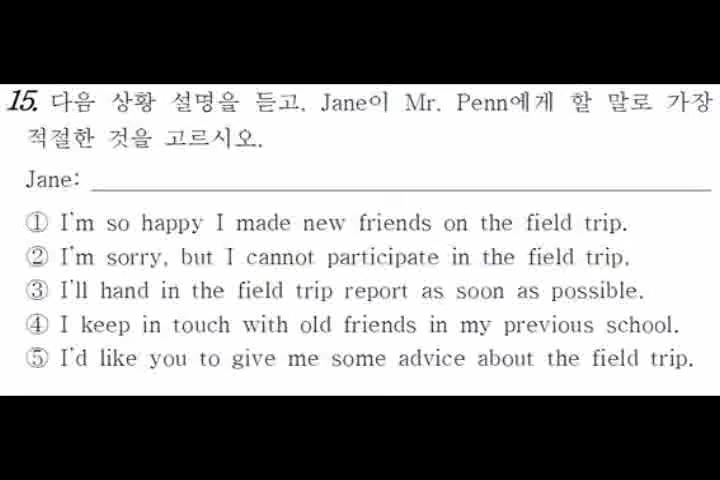 15. 다음 상황 설명을 듣고, Jane이 Mr. Penn에게 할 말로 가장
적절한 것을 고르시오.
Jane: ____________________
① I'm so happy I made new friends on the field trip.
② I'm sorry, but I cannot participate in the field trip.
③ I'll hand in the field trip report as soon as possible.
④ I keep in touch with old friends in my previous school.
⑤ I'd like you to give me some advice about the field trip.